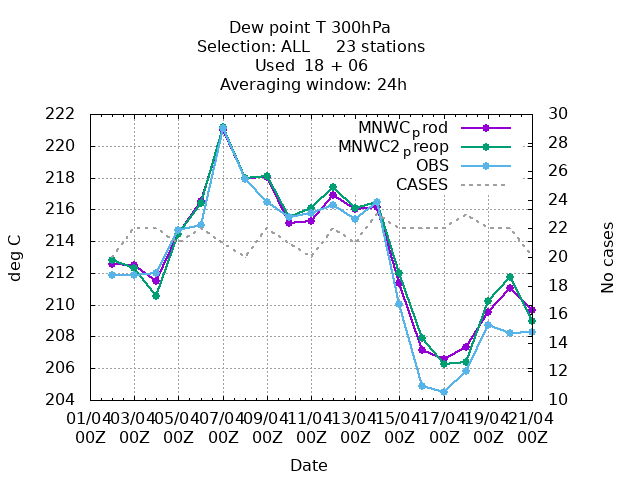 Dew point T 300hPa
Selection: ALL     23 stations
Used  18 + 06
Averaging window: 24h
222
220
218
216
214
212
210
208
206
204
30
28
26
24
22
20
18
16
14
12
10
MNWCprod
MNWC2preop
OBS
CASES
deg C
No cases
01/04 03/04 05/04 07/04 09/04 11/04 13/04 15/04 17/04 19/04 21/04
00Z 00Z 00Z 00Z 00Z 00Z 00Z 00Z 00Z 00Z 00Z
Date